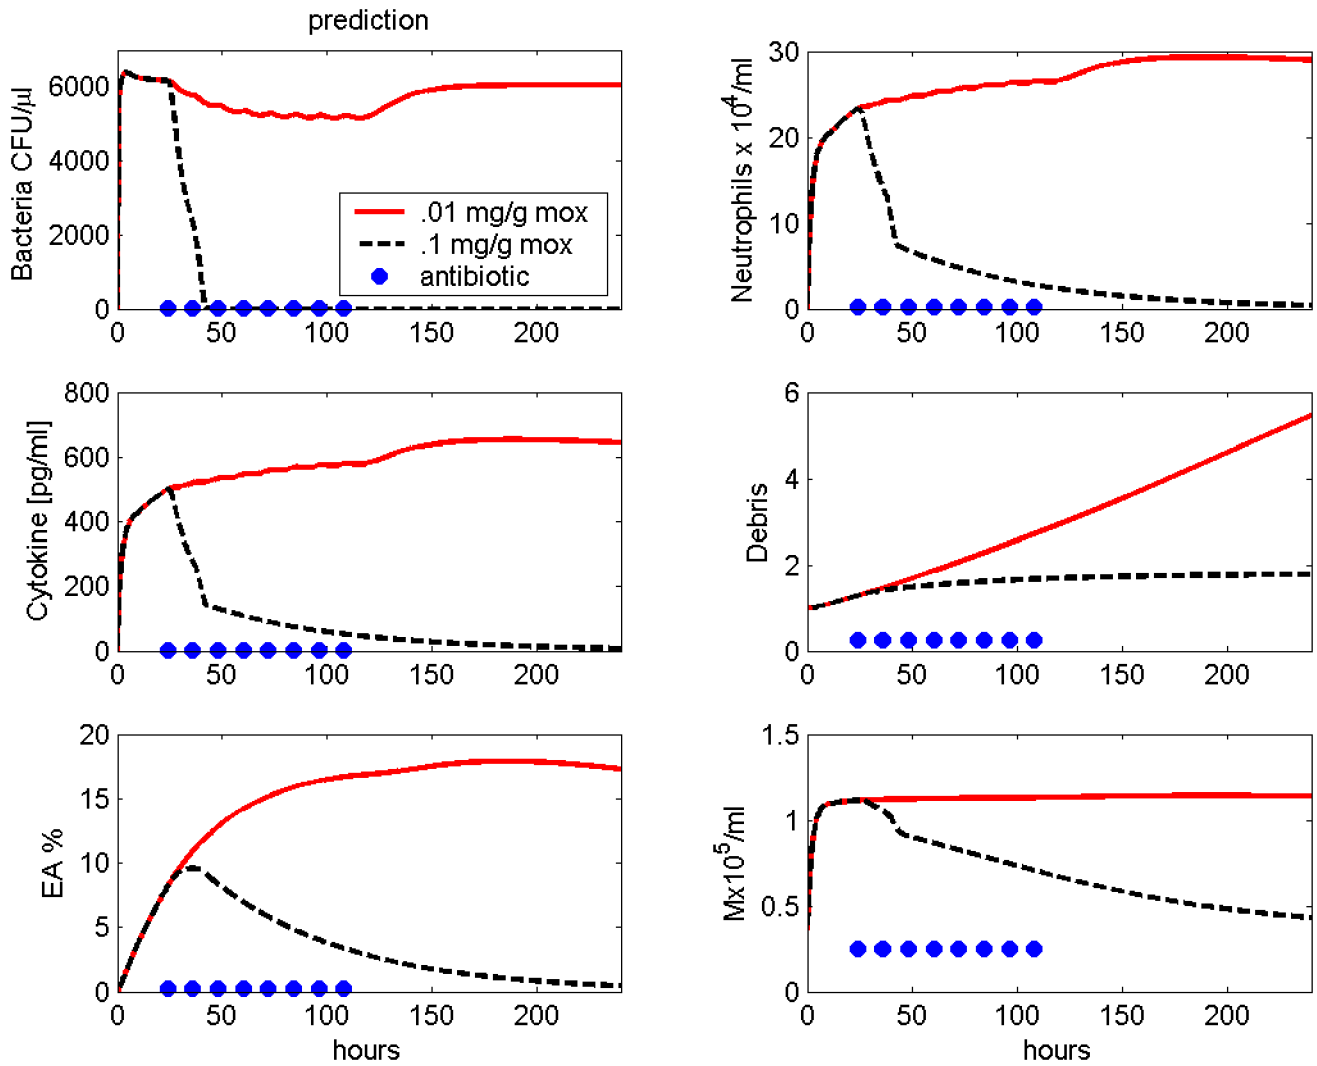 prediction
Bacteria CFU/μl
6000
4000
2000
0
0 50 100 150 200
.01 mg/g mox
.1 mg/g mox
antibiotic
Neutrophils x 10⁴/ml
30
20
10
0
0 50 100 150 200
Cytokine [pg/ml]
800
600
400
200
0
0 50 100 150 200
Debris
6
4
2
0
0 50 100 150 200
EA %
20
15
10
5
0
0 50 100 150 200
hours
Mx10⁵/ml
1.5
1
0.5
0
0 50 100 150 200
hours